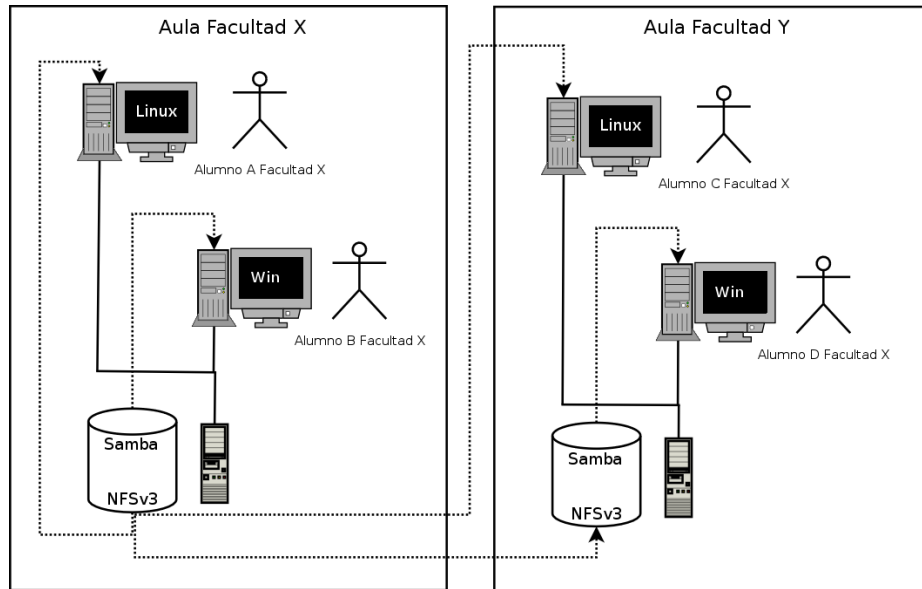 Aula Facultad X
Linux
Alumno A Facultad X
Win
Alumno B Facultad X
Samba
NFSv3
Aula Facultad Y
Linux
Alumno C Facultad X
Win
Alumno D Facultad X
Samba
NFSv3